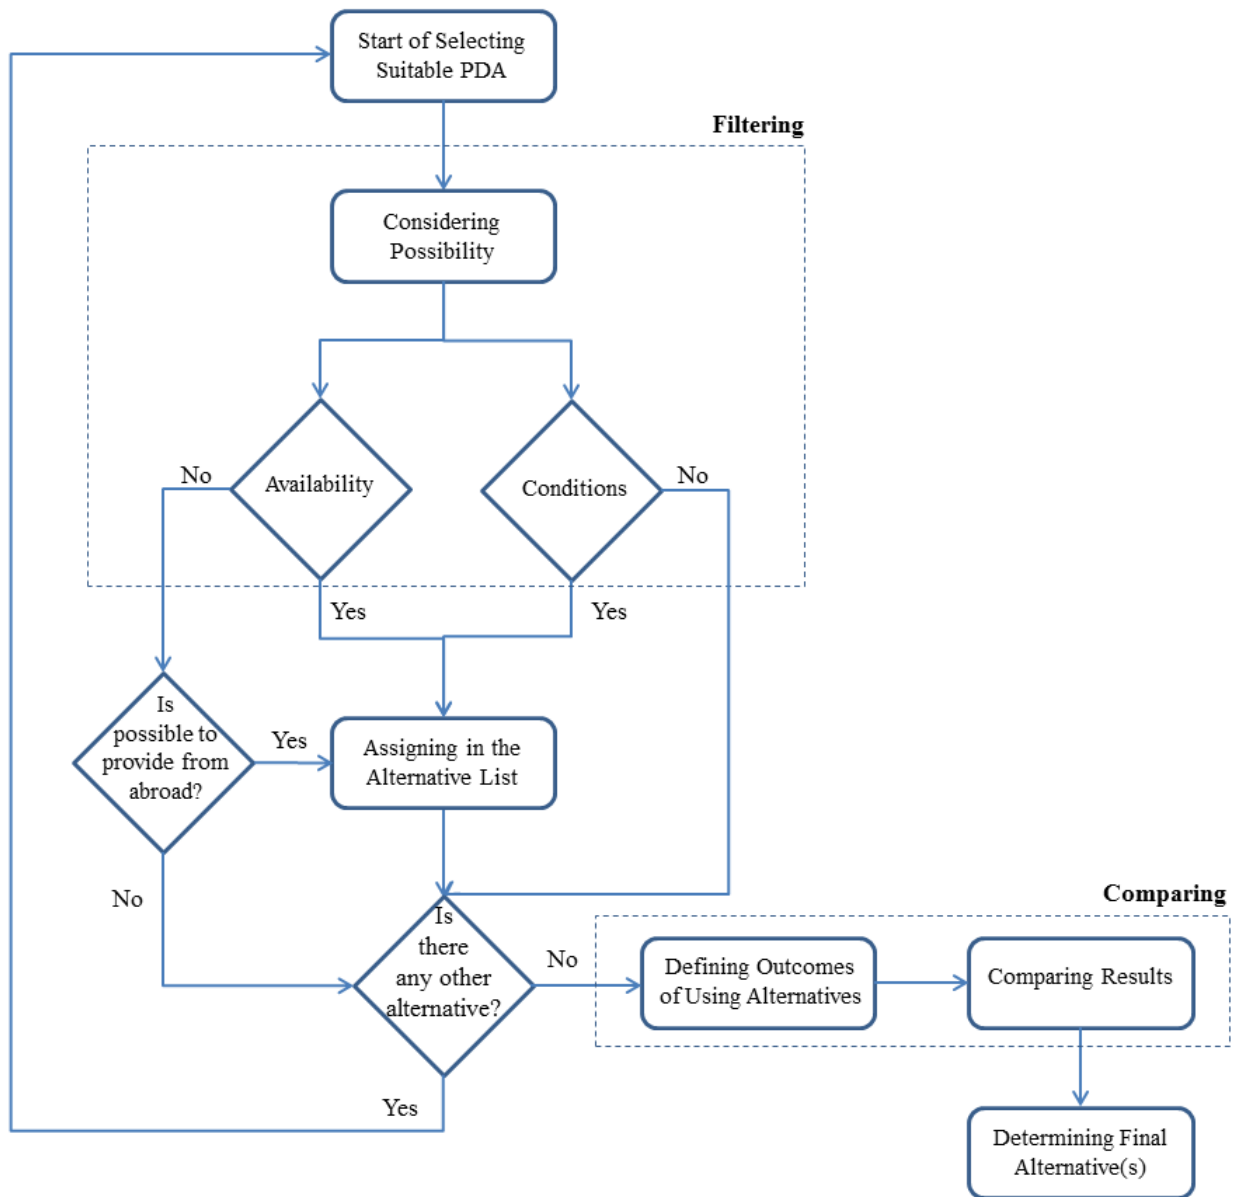 Start of Selecting
Suitable PDA
Filtering
Considering
Possibility
No
Availability
Conditions
No
Yes
Yes
Is
possible to
provide from
abroad?
Yes
Assigning in the
Alternative List
No
Is
there
any other
alternative?
No
Yes
Comparing
Defining Outcomes
of Using Alternatives
Comparing Results
Determining Final
Alternative(s)